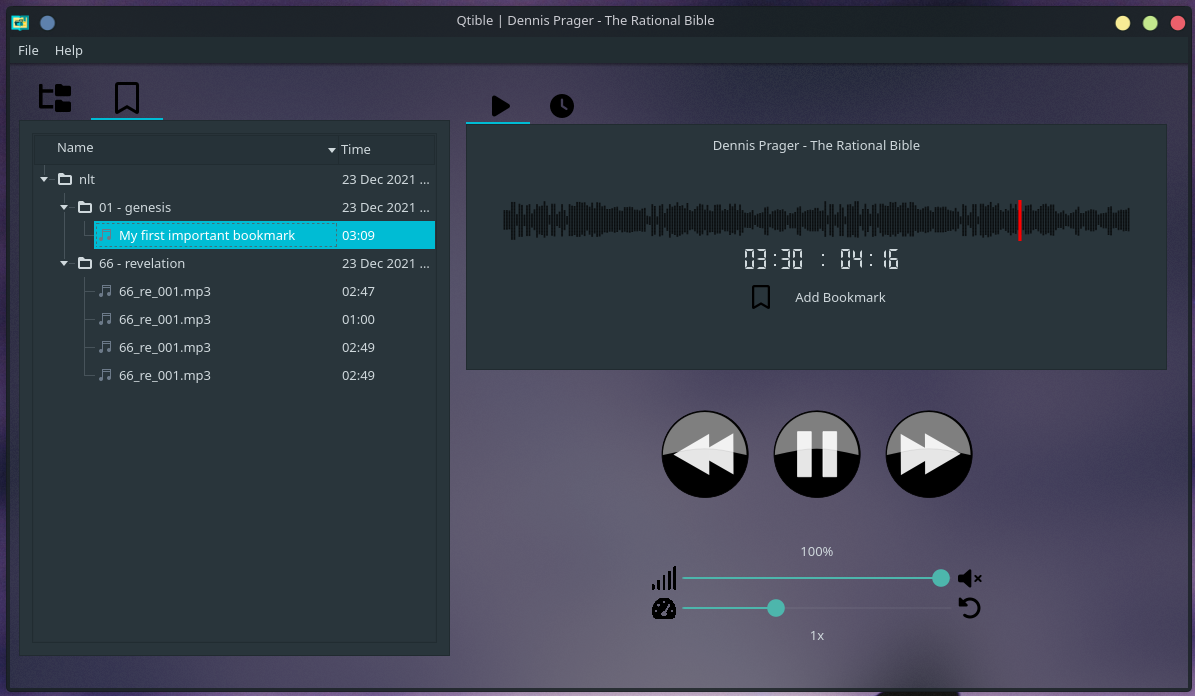 Qtible | Dennis Prager - The Rational Bible
File Help
Name Time
nlt 23 Dec 2021 ...
01 - genesis 23 Dec 2021 ...
My first important bookmark 03:09
66 - revelation 23 Dec 2021 ...
66_re_001.mp3 02:47
66_re_001.mp3 01:00
66_re_001.mp3 02:49
66_re_001.mp3 02:49
Dennis Prager - The Rational Bible
03:30 : 04:16
Add Bookmark
100%
1x